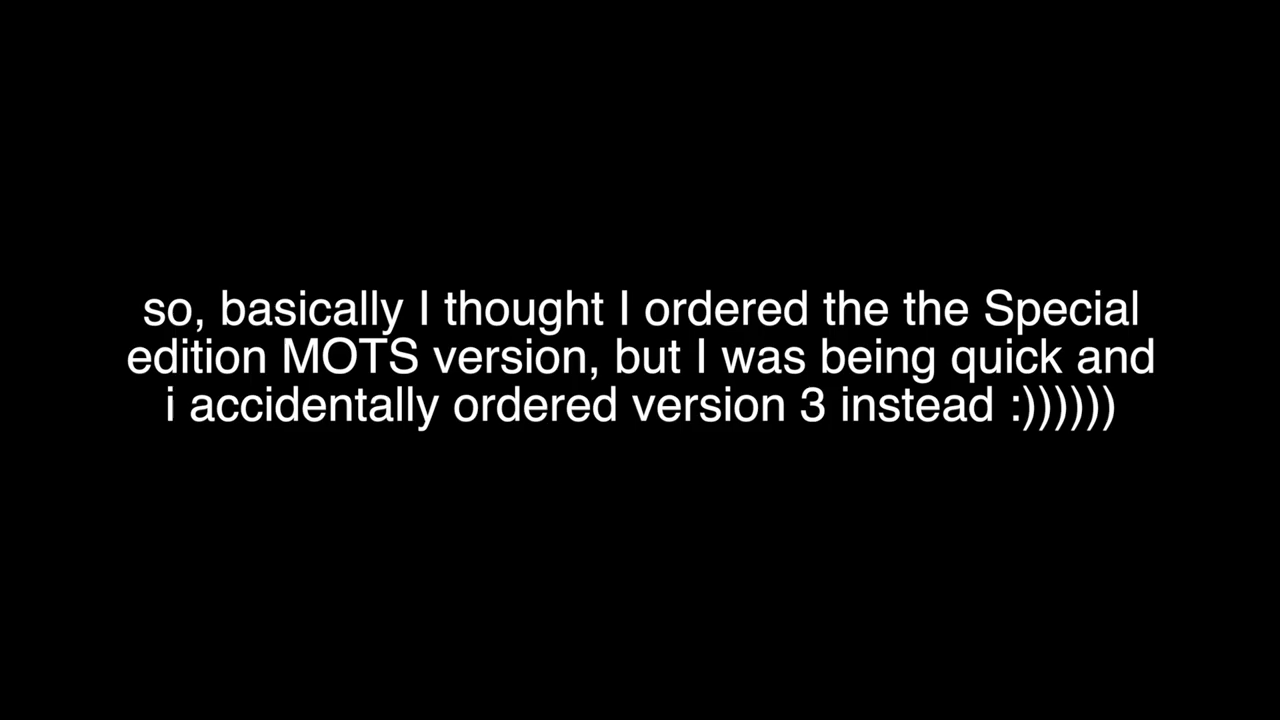 so, basically I thought I ordered the the Special
edition MOTS version, but I was being quick and
i accidentally ordered version 3 instead :))))))